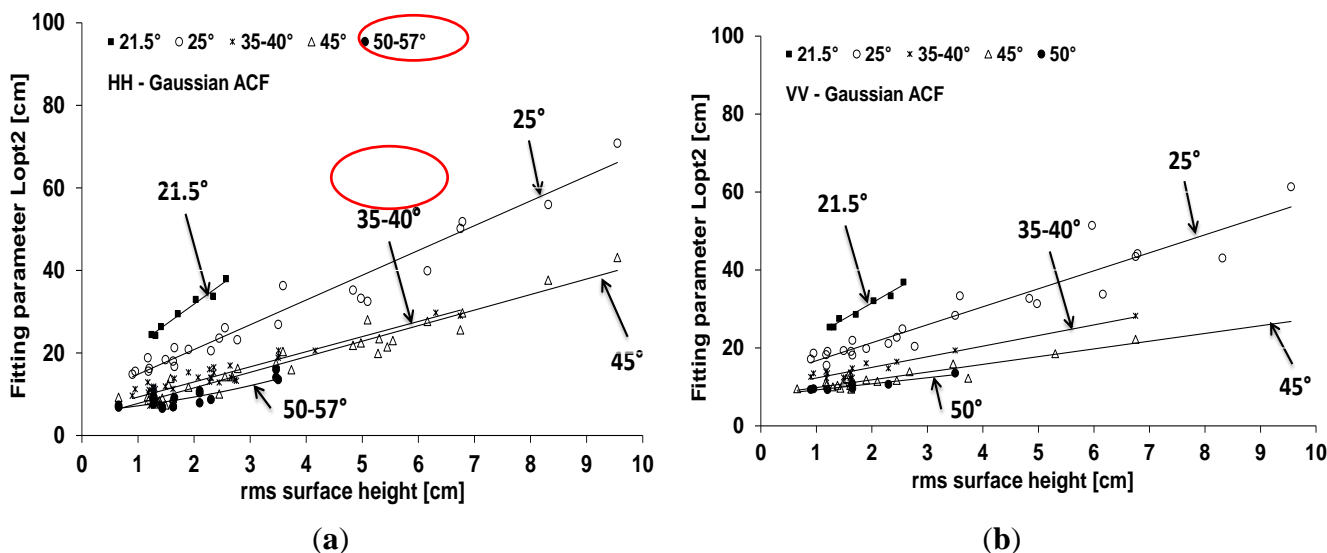 100
80
60
40
20
0
Fitting parameter Lopt2 [cm]
■ 21.5° ○ 25° ✶ 35-40° △ 45° ● 50-57°
HH - Gaussian ACF
25°
21.5°
35-40°
45°
50-57°
0 1 2 3 4 5 6 7 8 9 10
rms surface height [cm]
(a)
100
80
60
40
20
0
Fitting parameter Lopt2 [cm]
■ 21.5° ○ 25° ✶ 35-40° △ 45° ● 50°
VV - Gaussian ACF
25°
21.5°
35-40°
45°
50°
0 1 2 3 4 5 6 7 8 9 10
rms surface height [cm]
(b)